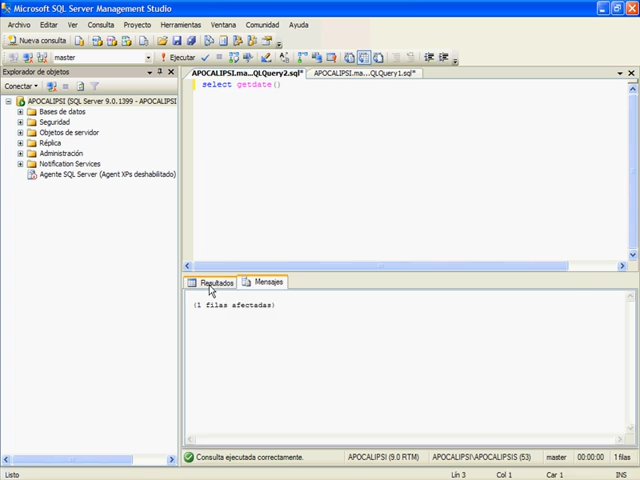 Microsoft SQL Server Management Studio
Archivo Editar Ver Consulta Proyecto Herramientas Ventana Comunidad Ayuda
Nueva consulta
master Ejecutar
Explorador de objetos
Conectar
APOCALIPSI (SQL Server 9.0.1399 - APOCALIPSI
Bases de datos
Seguridad
Objetos de servidor
Réplica
Administración
Notification Services
Agente SQL Server (Agent XPs deshabilitado)
APOCALIPSI.ma...QLQuery2.sql* APOCALIPSI.ma...QLQuery1.sql*
select getdate()
Resultados Mensajes
(1 filas afectadas)
Consulta ejecutada correctamente. APOCALIPSI (9.0 RTM) APOCALIPSI\APOCALIPSIS (53) master 00:00:00 1 filas
Listo Lín 3 Col 1 Car 1 INS